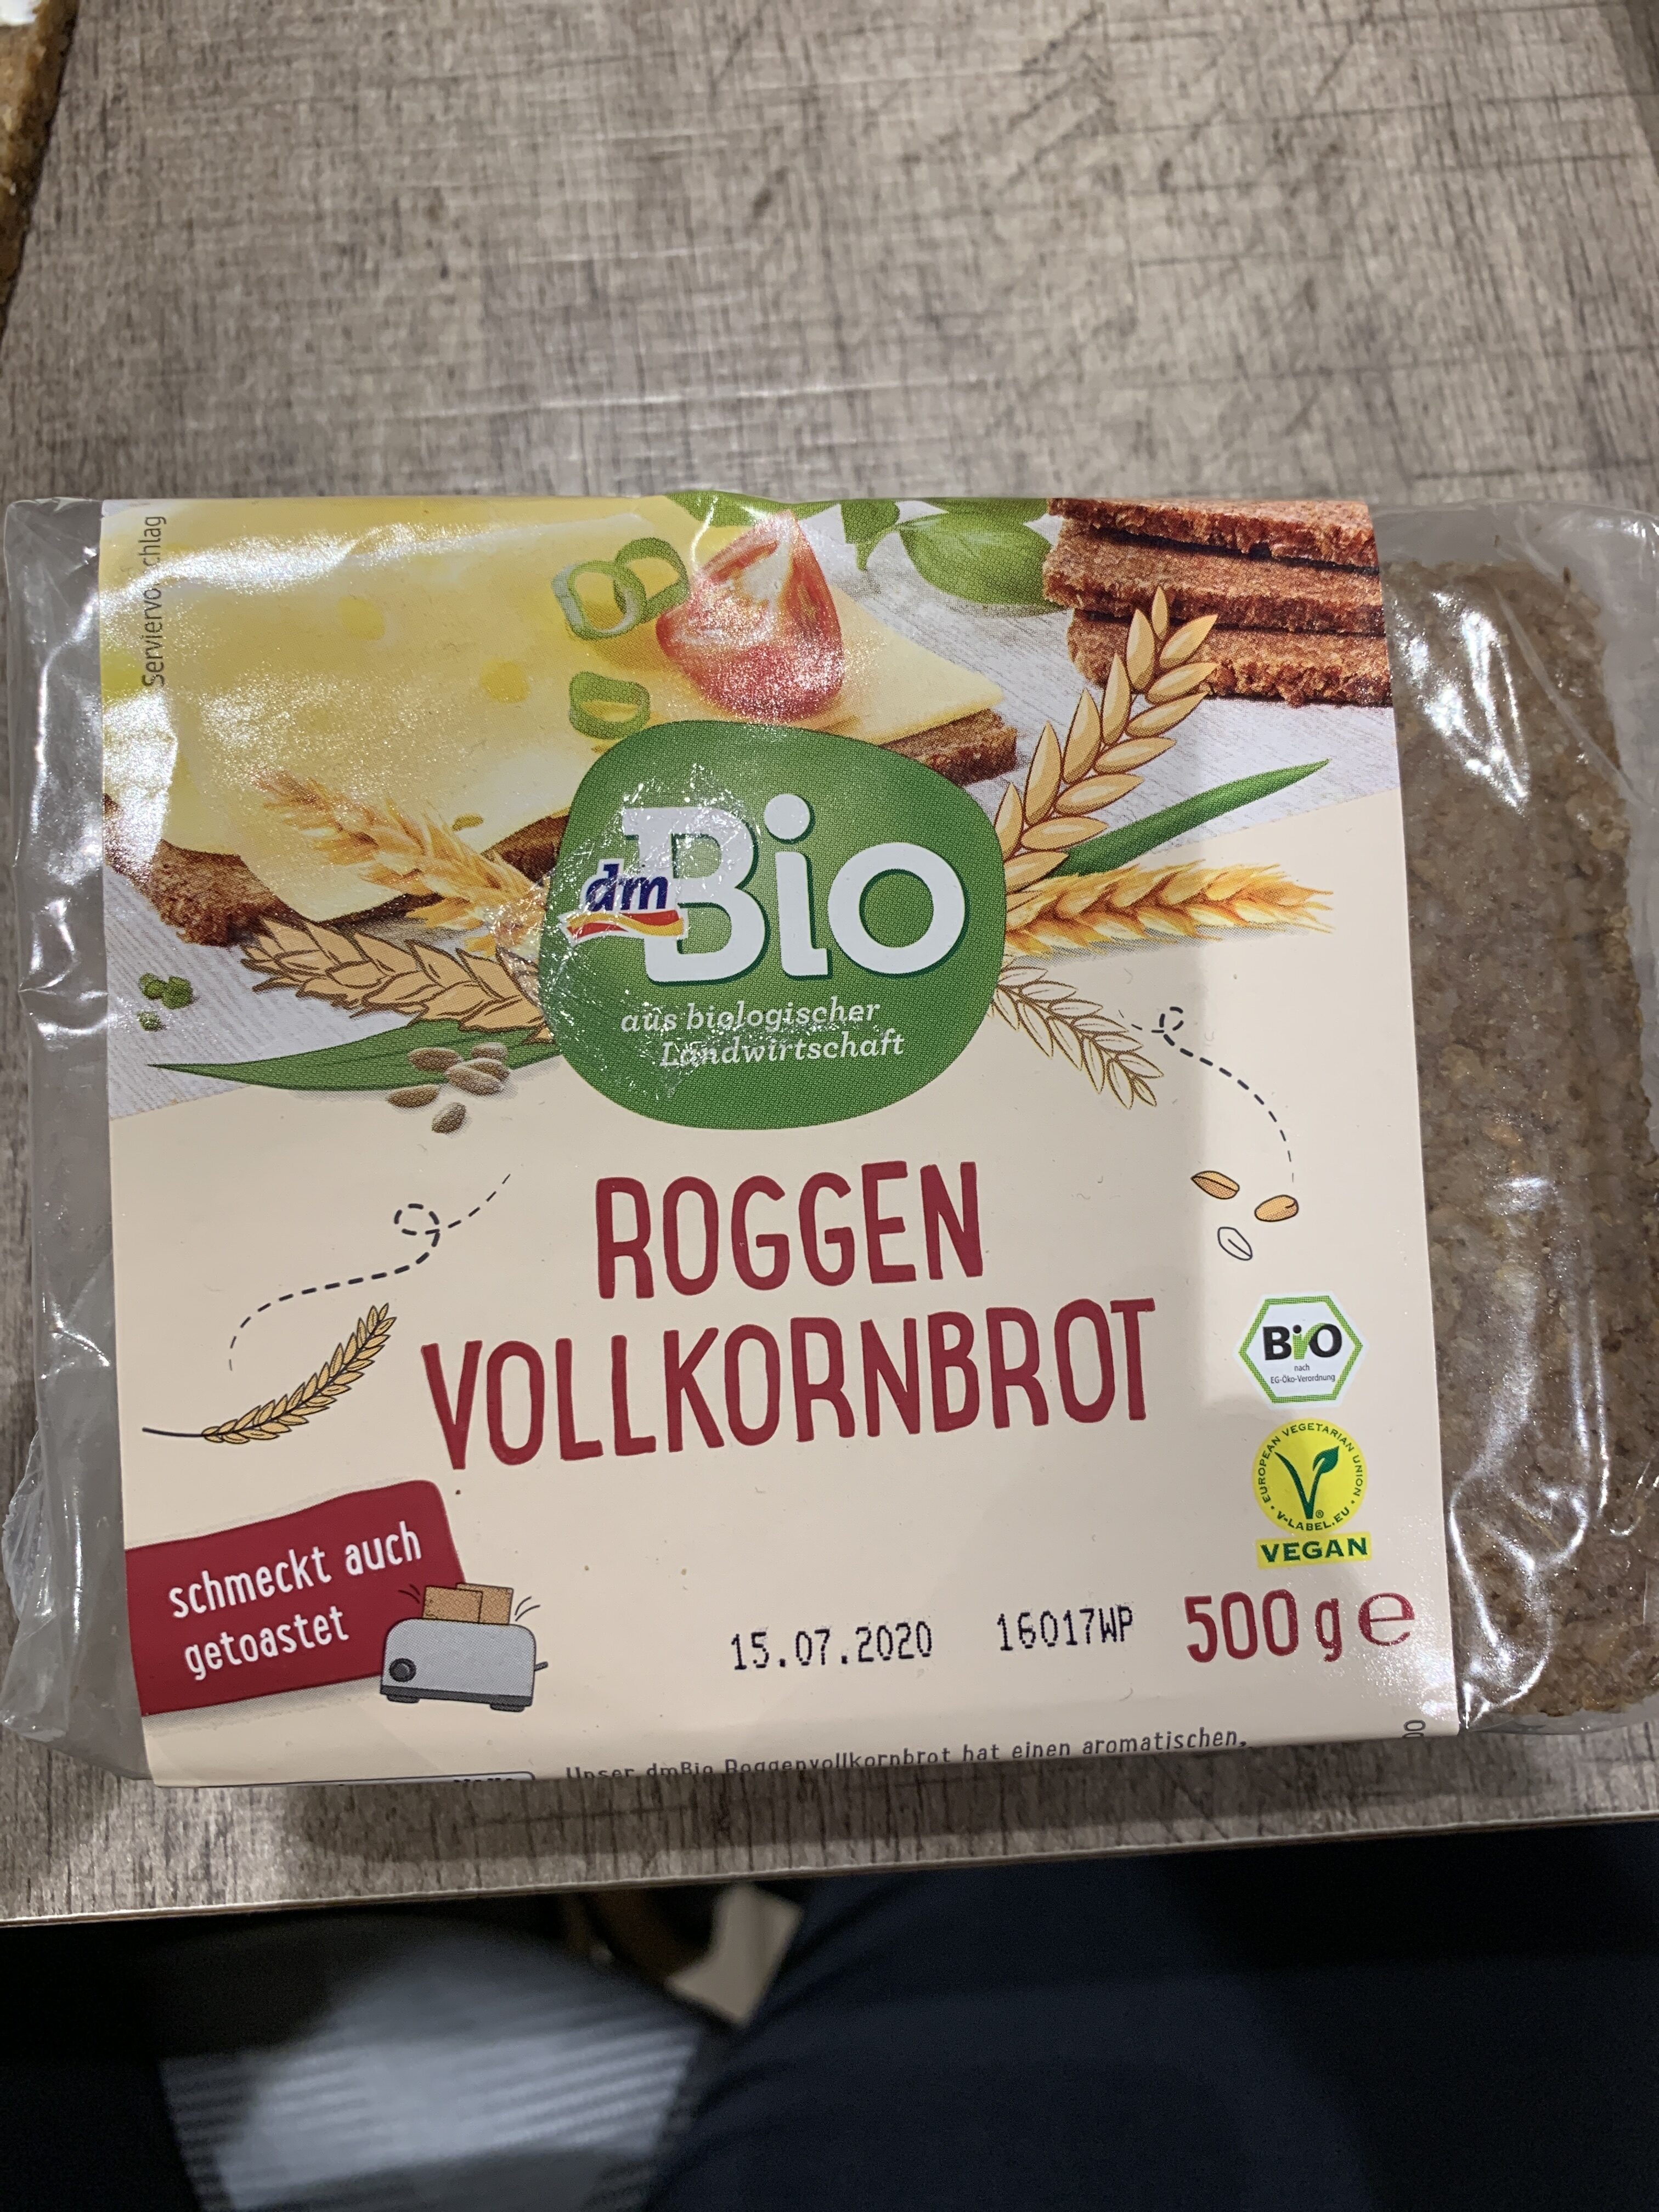 Serviervorschlag
dm
Bio
aus biologischer
Landwirtschaft
ROGGEN
VOLLKORNBROT
BiO
nach
EG-Öko-Verordnung
EUROPEAN VEGETARIAN UNION
V-LABEL.EU
VEGAN
schmeckt auch
getoastet
15.07.2020 16017WP 500 g e
Unser dmBio Roggenvollkornbrot hat einen aromatischen,